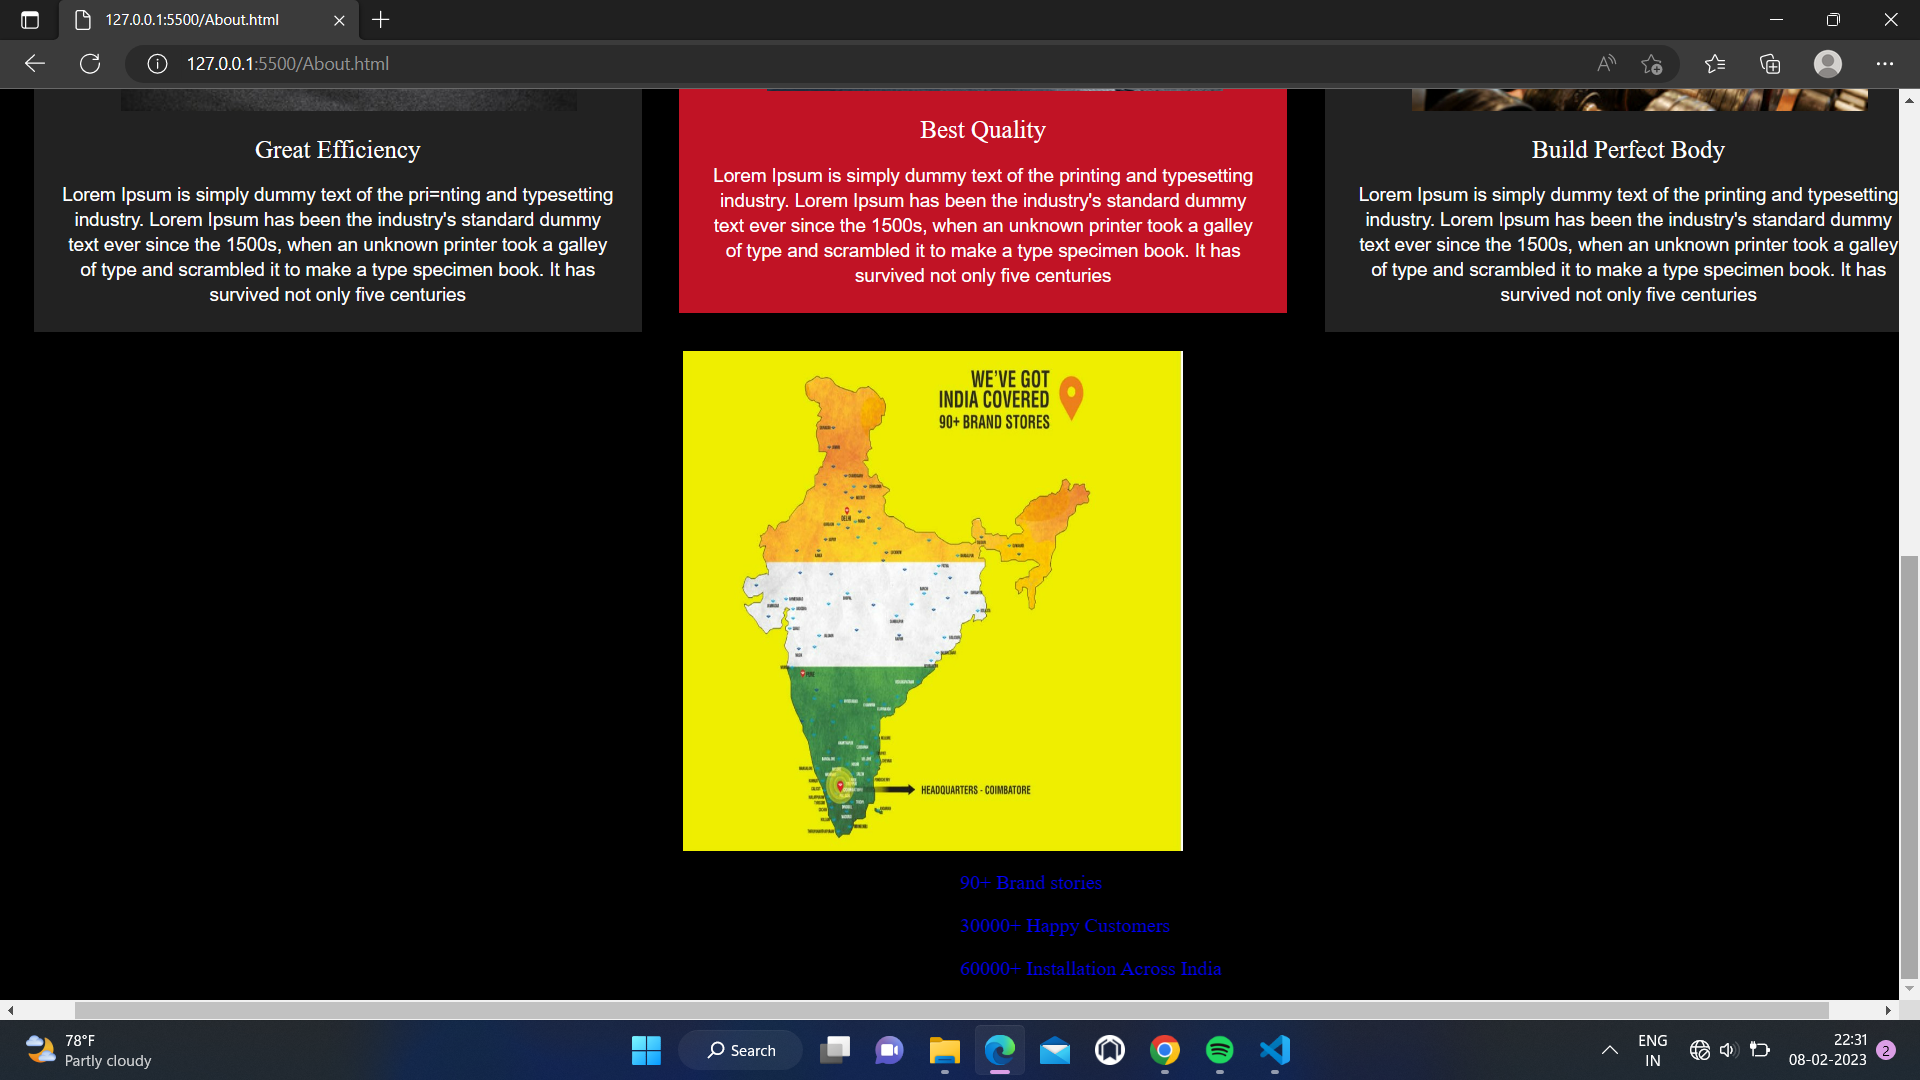 127.0.0.1:5500/About.html
127.0.0.1:5500/About.html
Great Efficiency
Lorem Ipsum is simply dummy text of the pri=nting and typesetting
industry. Lorem Ipsum has been the industry's standard dummy
text ever since the 1500s, when an unknown printer took a galley
of type and scrambled it to make a type specimen book. It has
survived not only five centuries
Best Quality
Lorem Ipsum is simply dummy text of the printing and typesetting
industry. Lorem Ipsum has been the industry's standard dummy
text ever since the 1500s, when an unknown printer took a galley
of type and scrambled it to make a type specimen book. It has
survived not only five centuries
Build Perfect Body
Lorem Ipsum is simply dummy text of the printing and typesetting
industry. Lorem Ipsum has been the industry's standard dummy
text ever since the 1500s, when an unknown printer took a galley
of type and scrambled it to make a type specimen book. It has
survived not only five centuries
WE'VE GOT
INDIA COVERED
90+ BRAND STORES
DELHI
PUNE
HEADQUARTERS - COIMBATORE
90+ Brand stories
30000+ Happy Customers
60000+ Installation Across India
78°F
Partly cloudy
Search
ENG
IN
22:31
08-02-2023
2